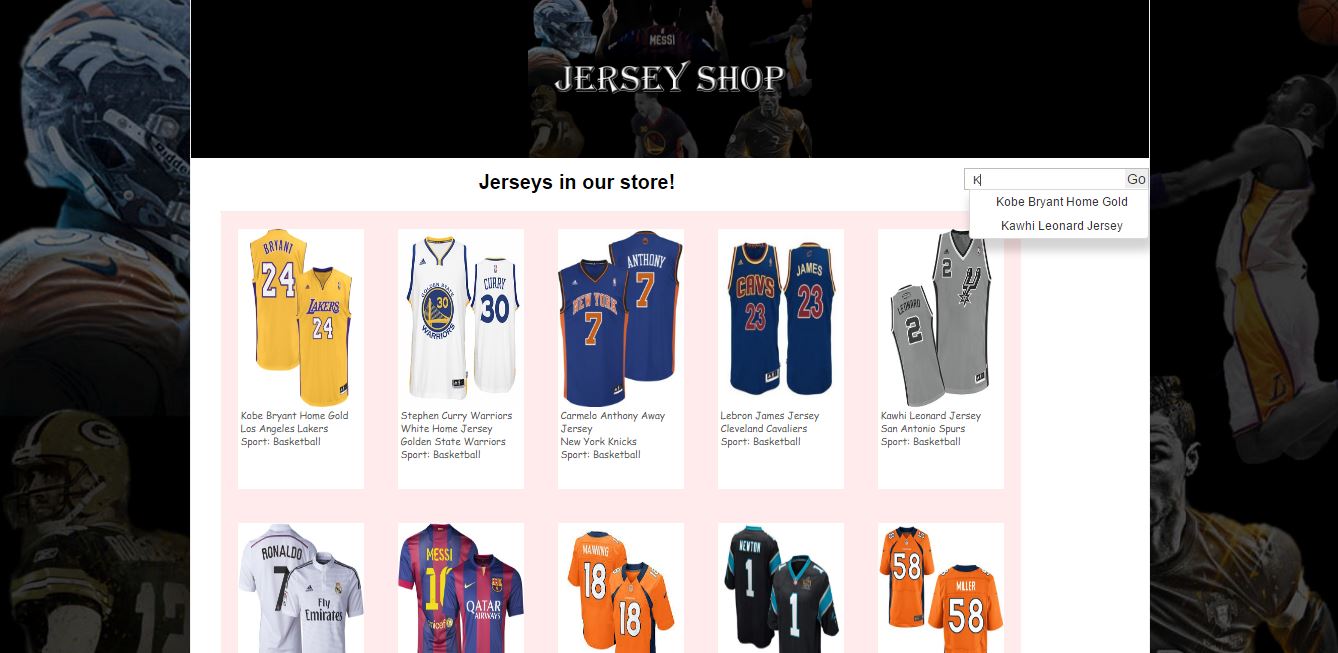 MESSI
JERSEY SHOP
Riddell
Jerseys in our store!
K
Go
Kobe Bryant Home Gold
Kawhi Leonard Jersey
BRYANT
24
LAKERS
24
GOLDEN STATE
30
WARRIORS
CURRY
30
NEW YORK
7
ANTHONY
7
CAVS
23
JAMES
23
LEONARD
2
2
Kobe Bryant Home Gold
Los Angeles Lakers
Sport: Basketball
Stephen Curry Warriors
White Home Jersey
Golden State Warriors
Sport: Basketball
Carmelo Anthony Away
Jersey
New York Knicks
Sport: Basketball
Lebron James Jersey
Cleveland Cavaliers
Sport: Basketball
Kawhi Leonard Jersey
San Antonio Spurs
Sport: Basketball
RONALDO
7
Fly
Emirates
MESSI
10
unicef
QATAR
AIRWAYS
MANNING
18
18
NEWTON
1
1
58
MILLER
58